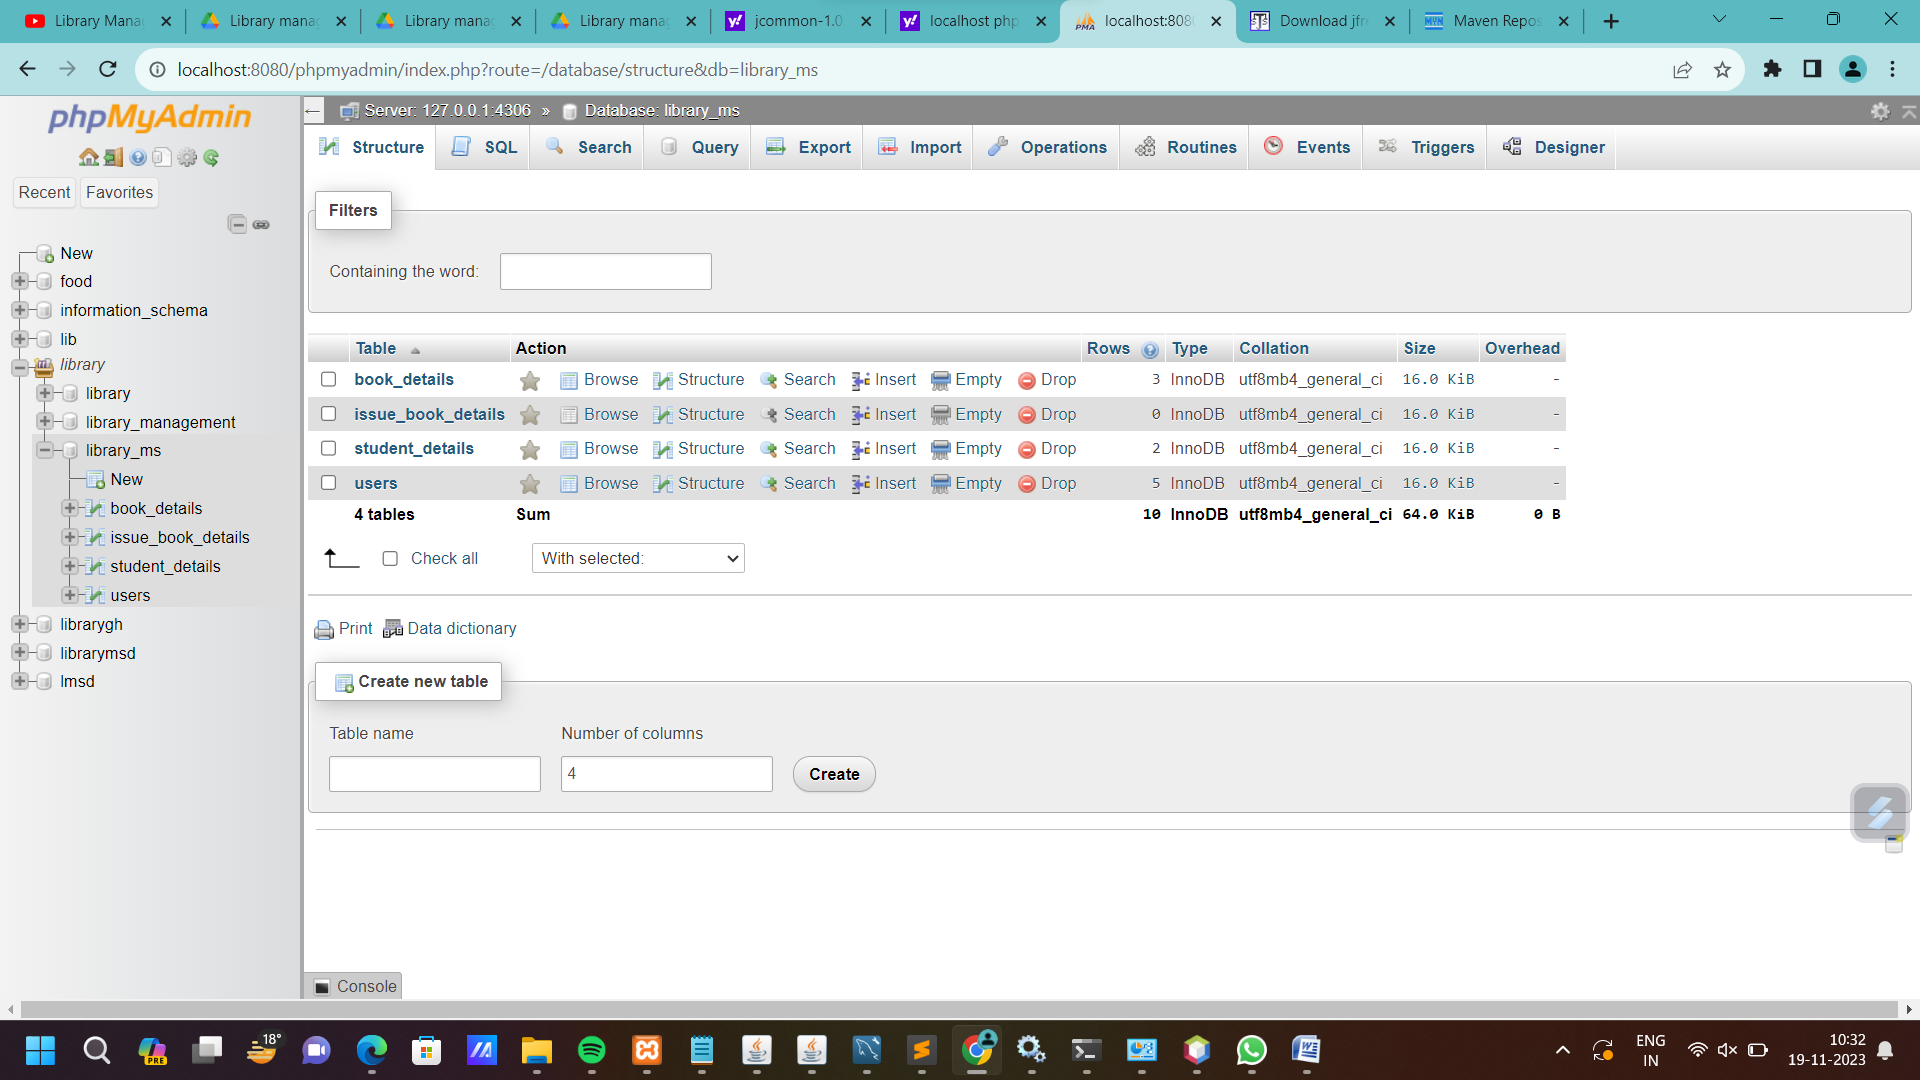 Library Mana
Library mana
Library mana
Library mana
jcommon-1.0
localhost php
localhost:808
Download jfre
Maven Repos
localhost:8080/phpmyadmin/index.php?route=/database/structure&db=library_ms
phpMyAdmin
Recent
Favorites
New
food
information_schema
lib
library
library
library_management
library_ms
New
book_details
issue_book_details
student_details
users
librarygh
librarymsd
lmsd
Server: 127.0.0.1:4306 » Database: library_ms
Structure SQL Search Query Export Import Operations Routines Events Triggers Designer
Filters
Containing the word:
Table Action Rows Type Collation Size Overhead
book_details Browse Structure Search Insert Empty Drop 3 InnoDB utf8mb4_general_ci 16.0 KiB -
issue_book_details Browse Structure Search Insert Empty Drop 0 InnoDB utf8mb4_general_ci 16.0 KiB -
student_details Browse Structure Search Insert Empty Drop 2 InnoDB utf8mb4_general_ci 16.0 KiB -
users Browse Structure Search Insert Empty Drop 5 InnoDB utf8mb4_general_ci 16.0 KiB -
4 tables Sum 10 InnoDB utf8mb4_general_ci 64.0 KiB 0 B
Check all With selected:
Print Data dictionary
Create new table
Table name Number of columns
4 Create
Console
PRE
18°
ENG
IN
10:32
19-11-2023